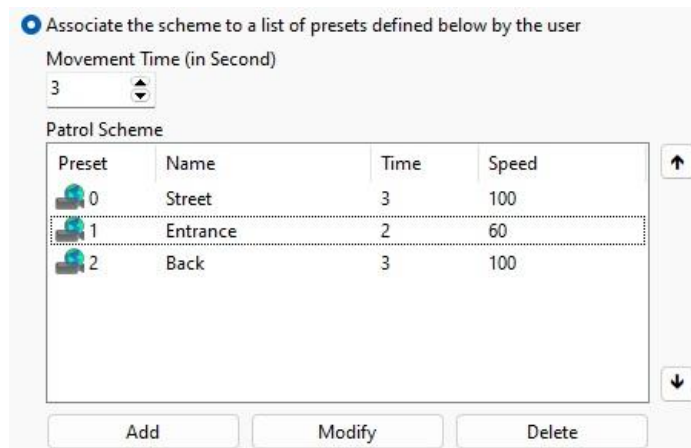 Associate the scheme to a list of presets defined below by the user
Movement Time (in Second)
3
Patrol Scheme
Preset Name Time Speed
0 Street 3 100
1 Entrance 2 60
2 Back 3 100
Add Modify Delete